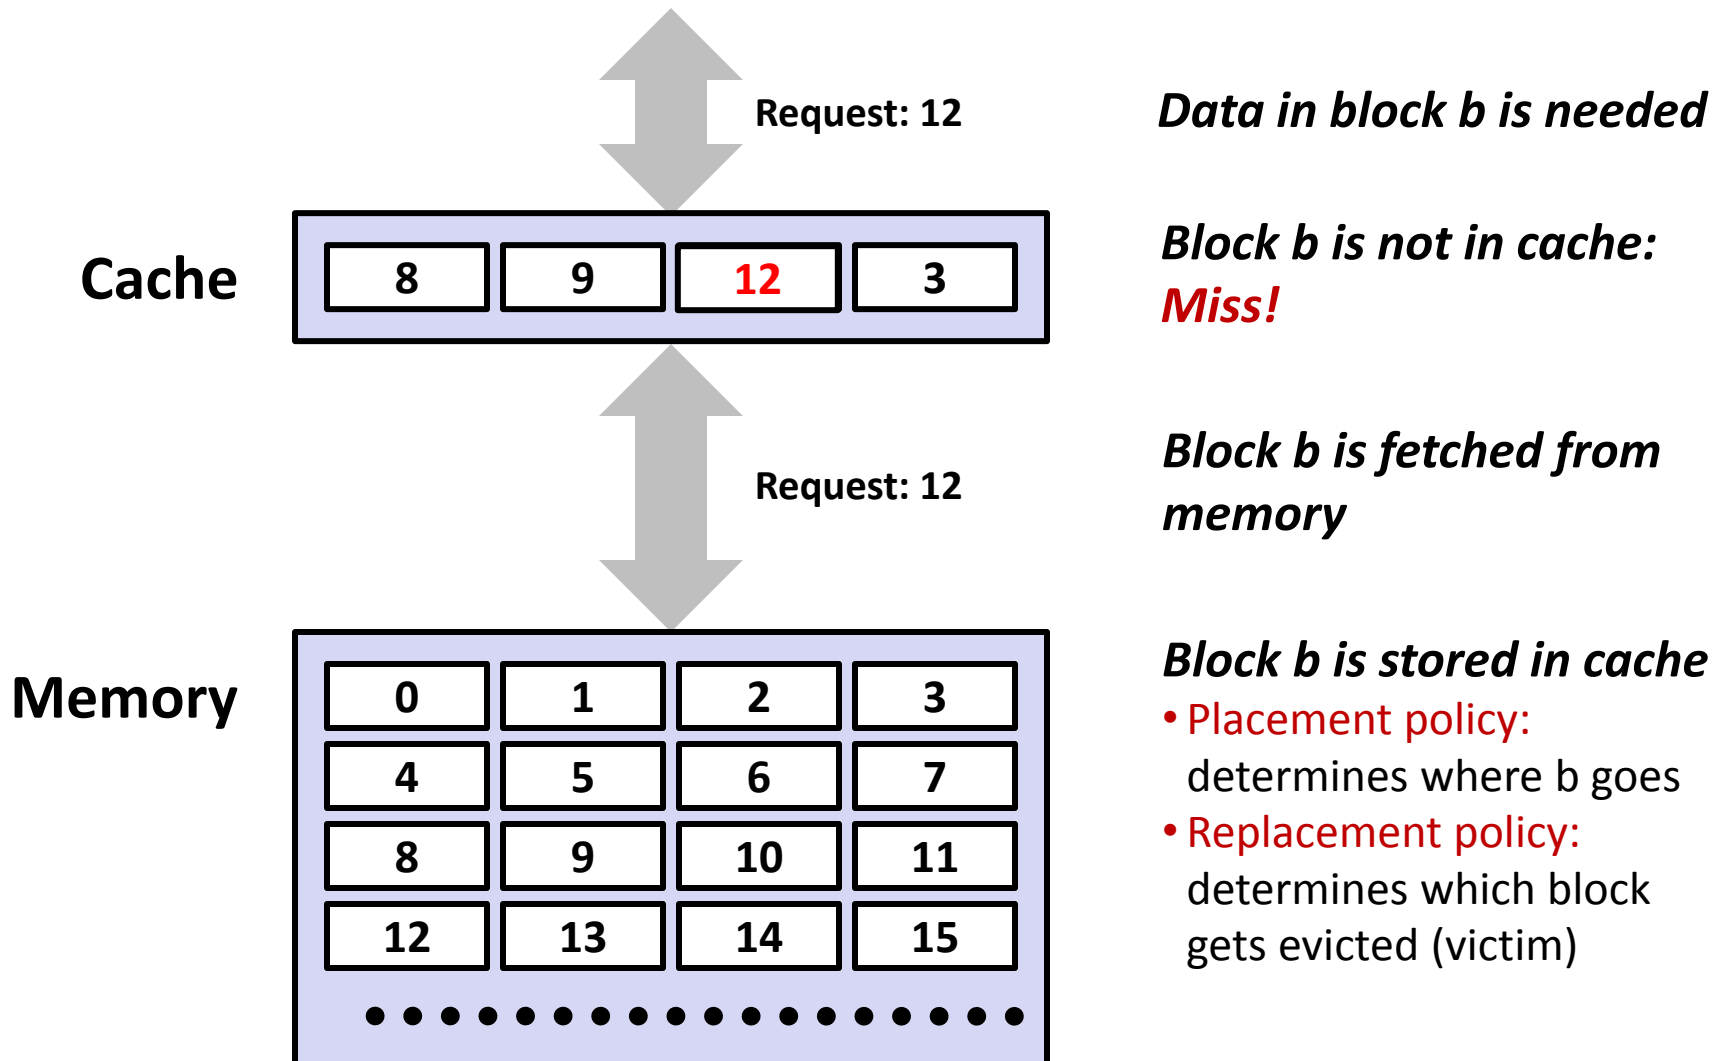 Request: 12
Data in block b is needed
Cache
8 9 12 3
Block b is not in cache:
Miss!
Request: 12
Block b is fetched from
memory
Memory
0 1 2 3
4 5 6 7
8 9 10 11
12 13 14 15
Block b is stored in cache
• Placement policy:
determines where b goes
• Replacement policy:
determines which block
gets evicted (victim)